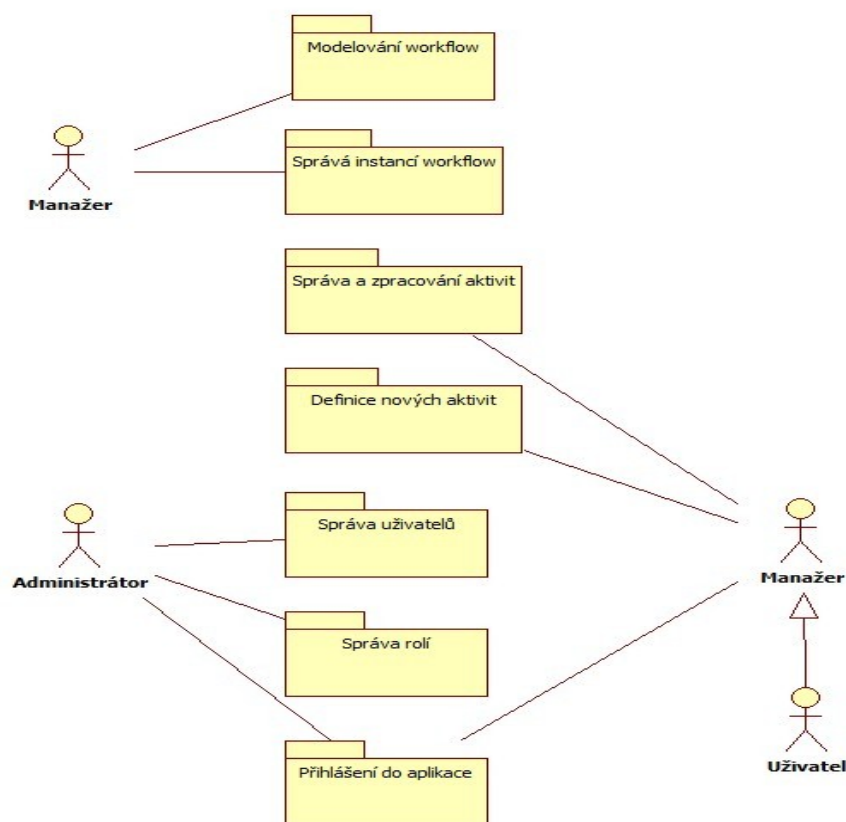 Modelování workflow
Správá instancí workflow
Manažer
Správa a zpracování aktivit
Definice nových aktivit
Správa uživatelů
Administrátor
Manažer
Správa rolí
Přihlášení do aplikace
Uživatel